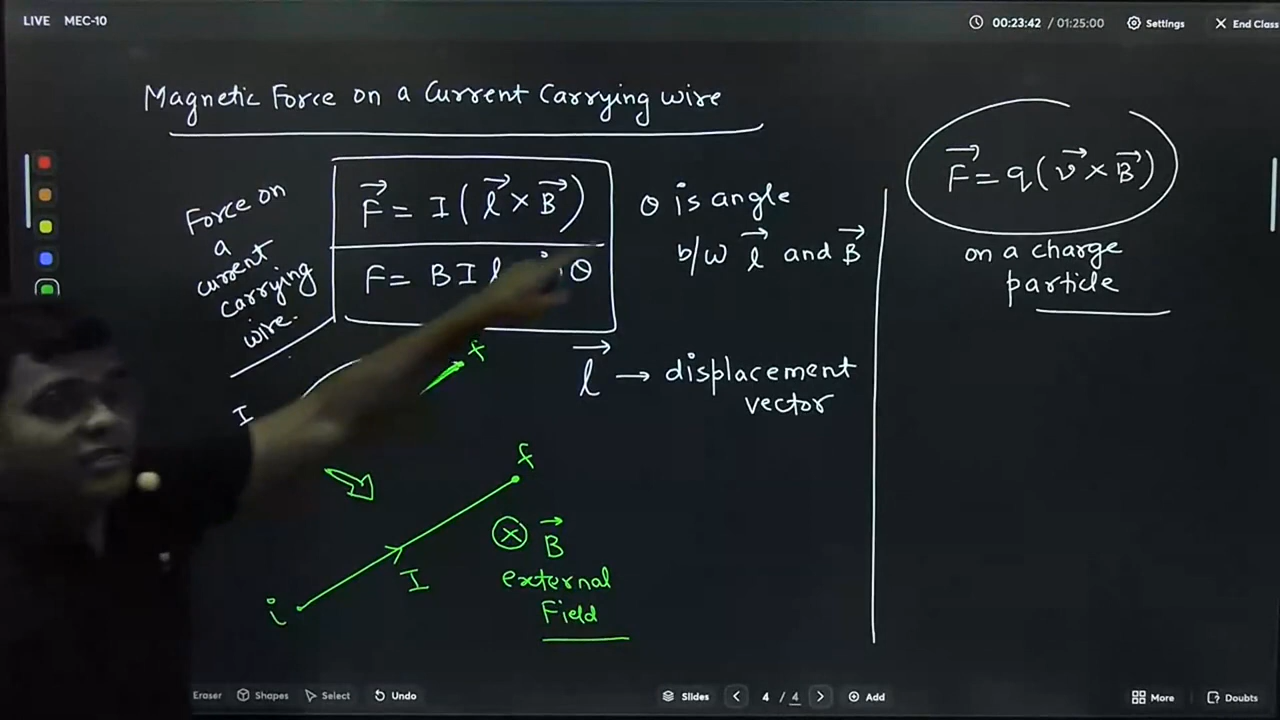 LIVE MEC-10
00:23:42 / 01:25:00 Settings End Class
Magnetic Force on a Current Carrying wire
Force on
a
current
carrying
wire.
F⃗ = I ( l⃗ × B⃗ )
F = B I l θ
θ is angle
b/w l⃗ and B⃗
l⃗ → displacement
vector
I
f
f
i
I
⊗ B⃗
external
Field
F⃗ = q ( v⃗ × B⃗ )
on a charge
particle
Eraser Shapes Select Undo Slides 4 / 4 Add More Doubts